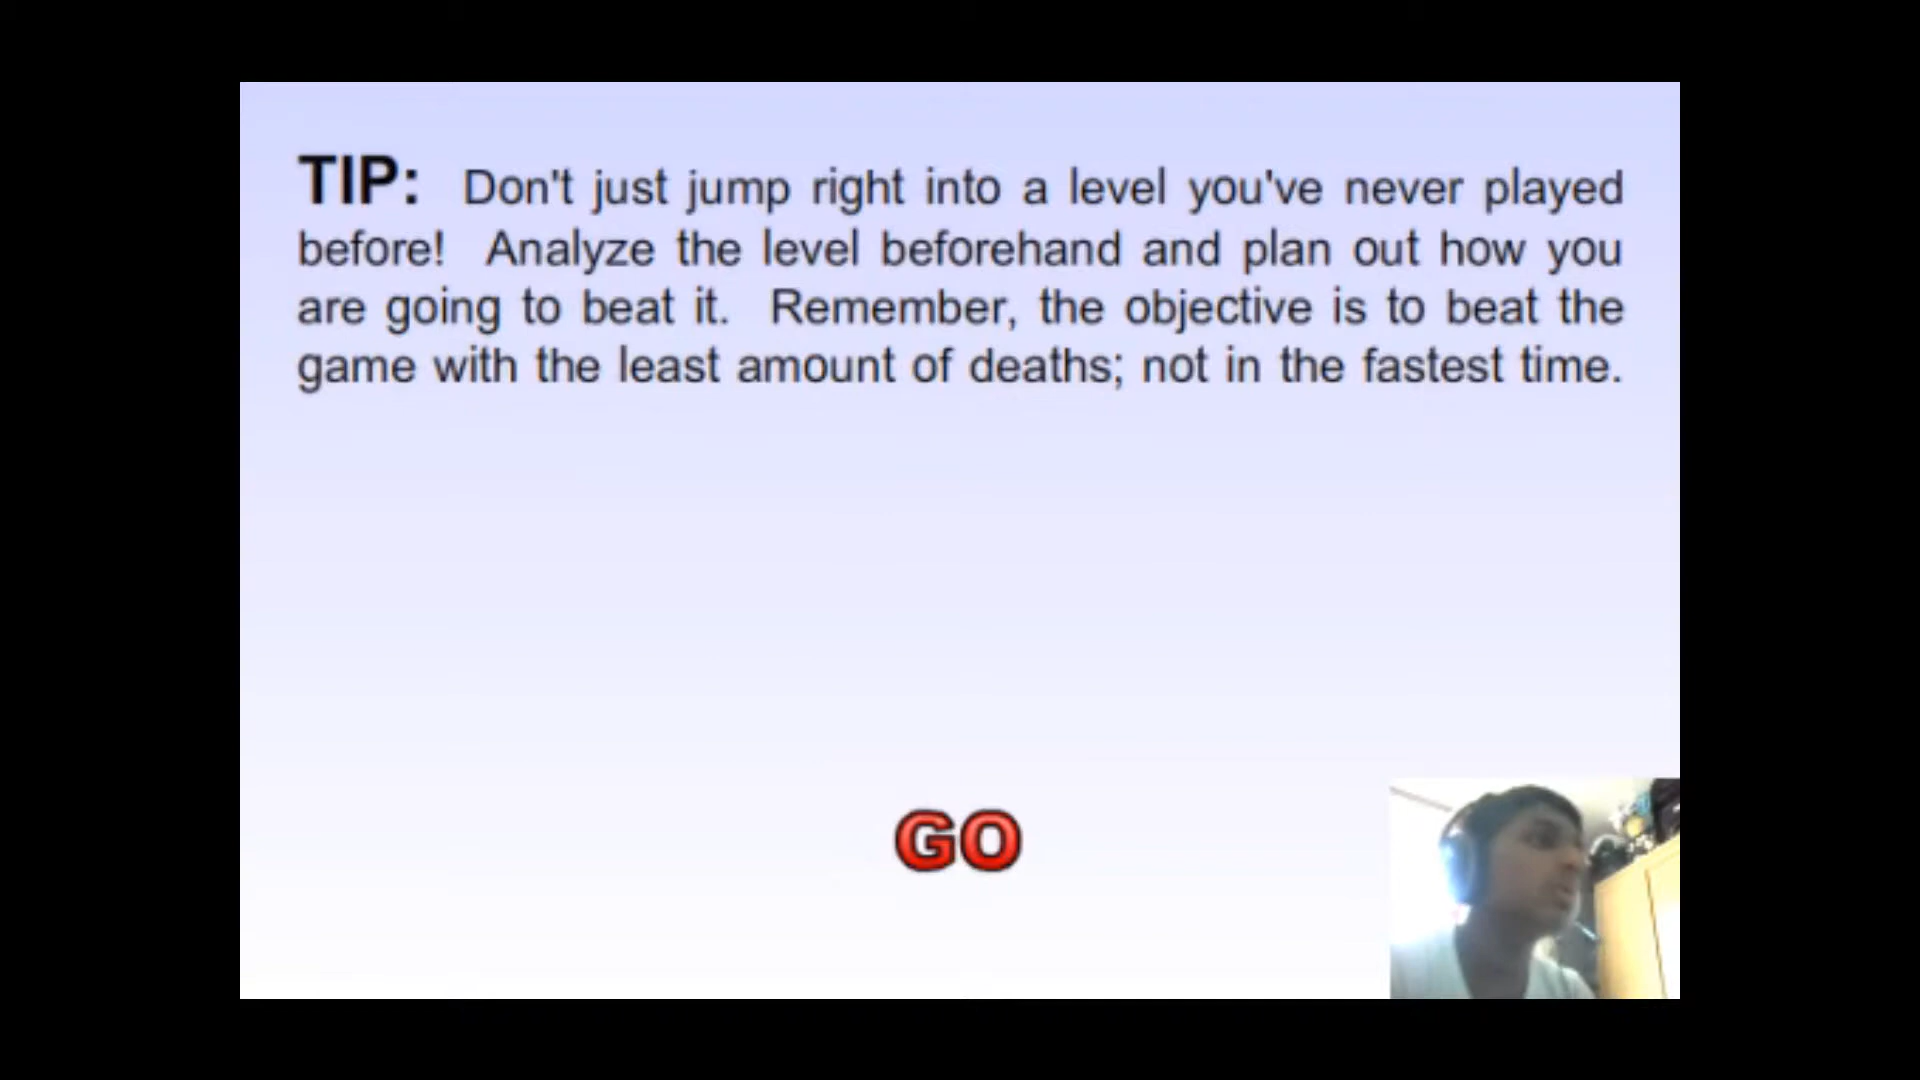 TIP: Don't just jump right into a level you've never played
before! Analyze the level beforehand and plan out how you
are going to beat it. Remember, the objective is to beat the
game with the least amount of deaths; not in the fastest time.
GO